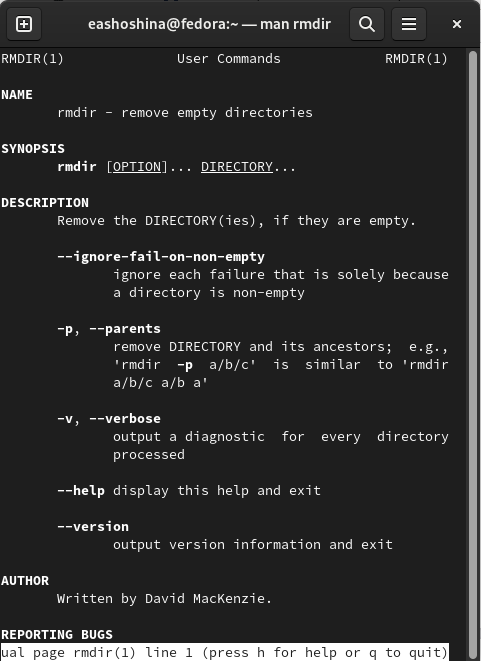 eashoshina@fedora:~ — man rmdir
RMDIR(1) User Commands RMDIR(1)
NAME
rmdir - remove empty directories
SYNOPSIS
rmdir [OPTION]... DIRECTORY...
DESCRIPTION
Remove the DIRECTORY(ies), if they are empty.
--ignore-fail-on-non-empty
ignore each failure that is solely because
a directory is non-empty
-p, --parents
remove DIRECTORY and its ancestors; e.g.,
'rmdir -p a/b/c' is similar to 'rmdir
a/b/c a/b a'
-v, --verbose
output a diagnostic for every directory
processed
--help display this help and exit
--version
output version information and exit
AUTHOR
Written by David MacKenzie.
REPORTING BUGS
ual page rmdir(1) line 1 (press h for help or q to quit)